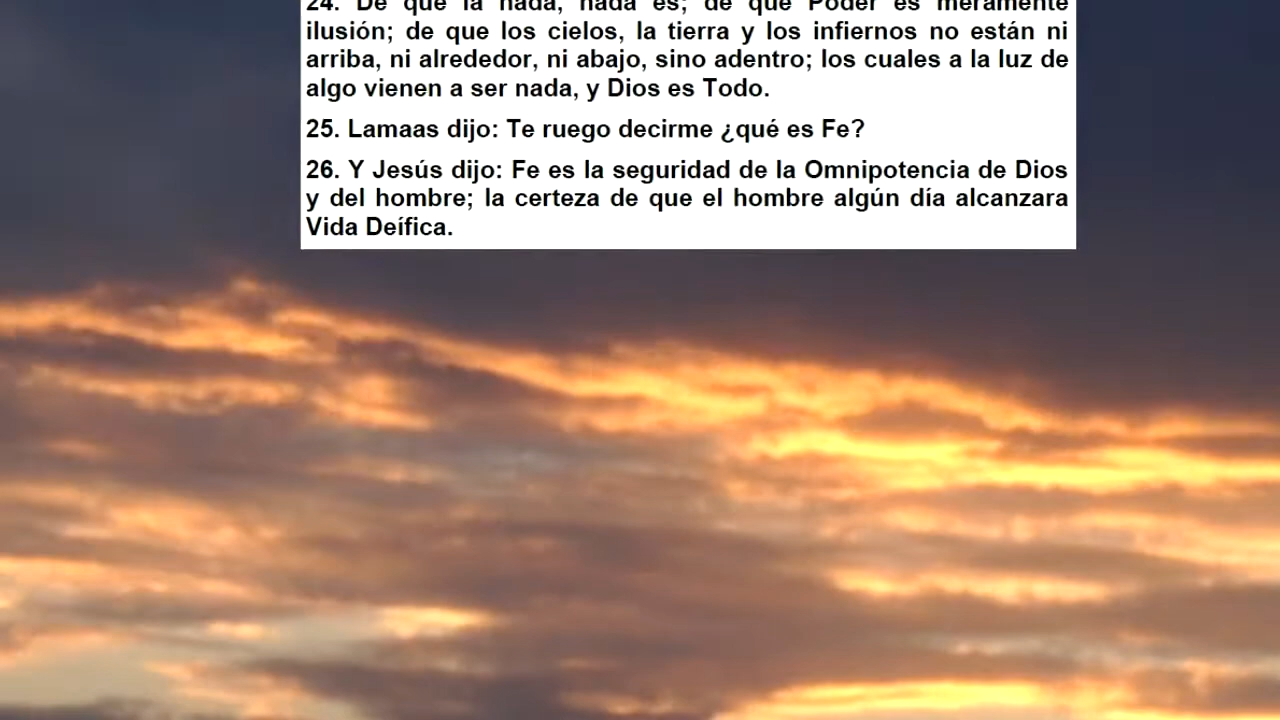 24. De que la nada, nada es; de que Poder es meramente
ilusión; de que los cielos, la tierra y los infiernos no están ni
arriba, ni alrededor, ni abajo, sino adentro; los cuales a la luz de
algo vienen a ser nada, y Dios es Todo.
25. Lamaas dijo: Te ruego decirme ¿qué es Fe?
26. Y Jesús dijo: Fe es la seguridad de la Omnipotencia de Dios
y del hombre; la certeza de que el hombre algún día alcanzara
Vida Deífica.